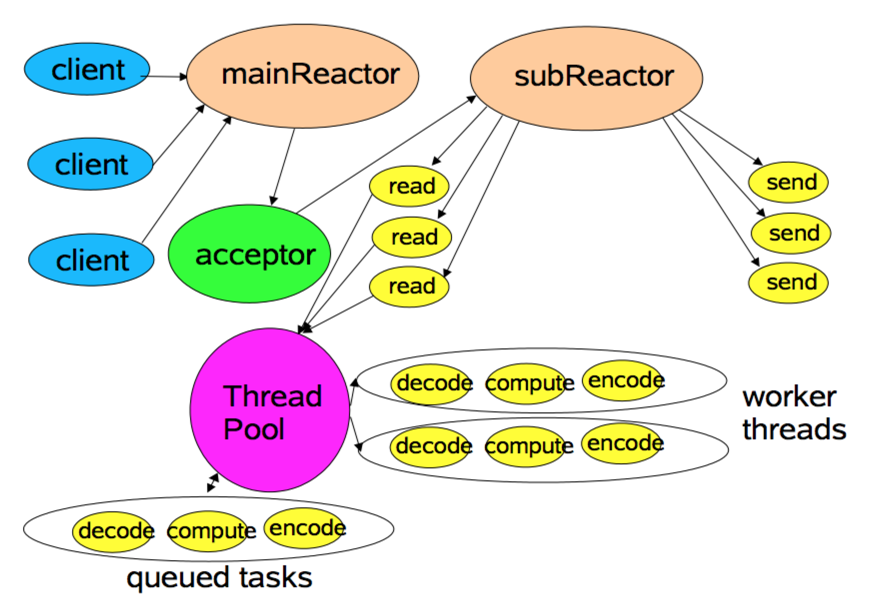 client
mainReactor
subReactor
client
read
send
client
acceptor
read
send
read
send
Thread
Pool
decode
compute
encode
worker
threads
decode
compute
encode
decode
compute
encode
queued tasks